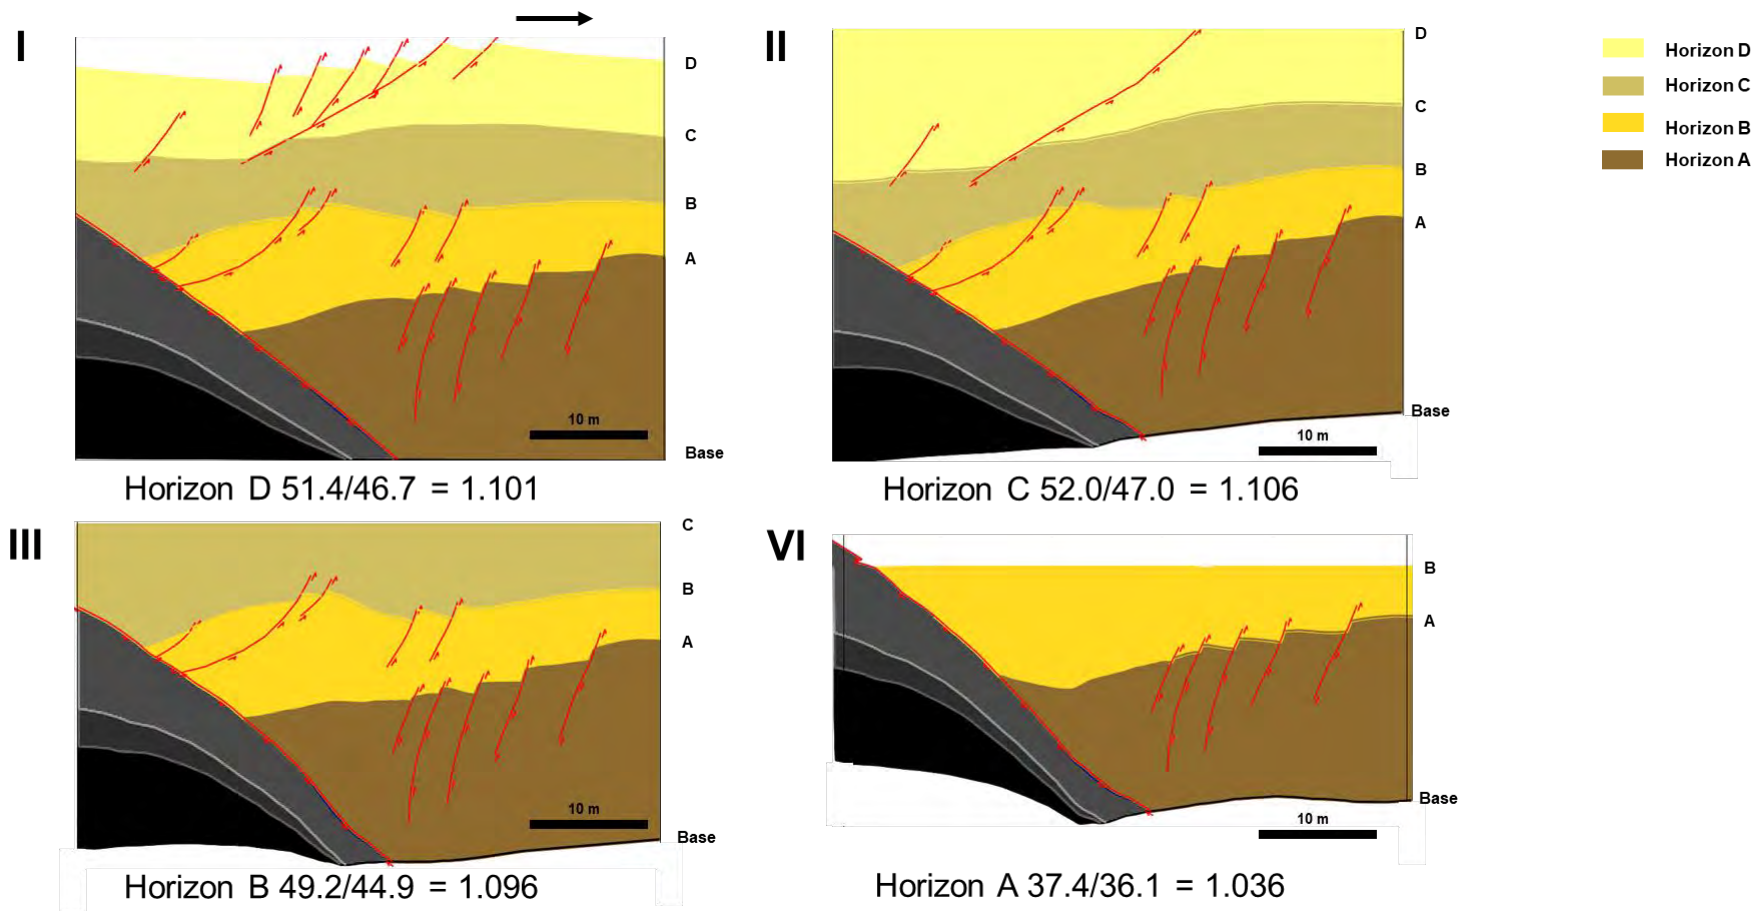 I
D
C
B
A
10 m
Base
Horizon D 51.4/46.7 = 1.101
II
D
C
B
A
Base
10 m
Horizon C 52.0/47.0 = 1.106
Horizon D
Horizon C
Horizon B
Horizon A
III
C
B
A
10 m
Base
Horizon B 49.2/44.9 = 1.096
VI
B
A
Base
10 m
Horizon A 37.4/36.1 = 1.036